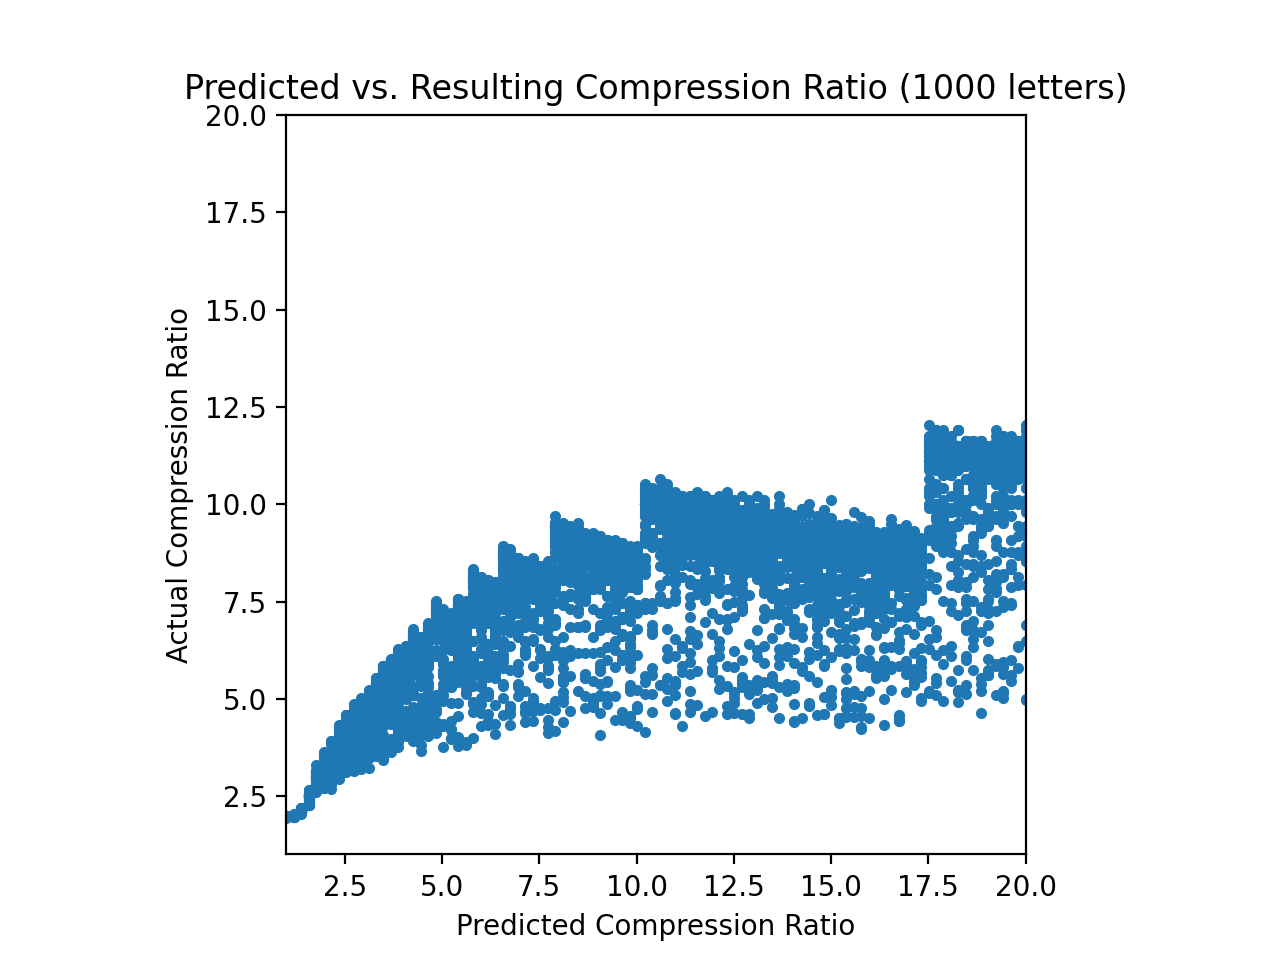 Predicted vs. Resulting Compression Ratio (1000 letters)
20.0
17.5
15.0
12.5
10.0
7.5
5.0
2.5
Actual Compression Ratio
2.5 5.0 7.5 10.0 12.5 15.0 17.5 20.0
Predicted Compression Ratio